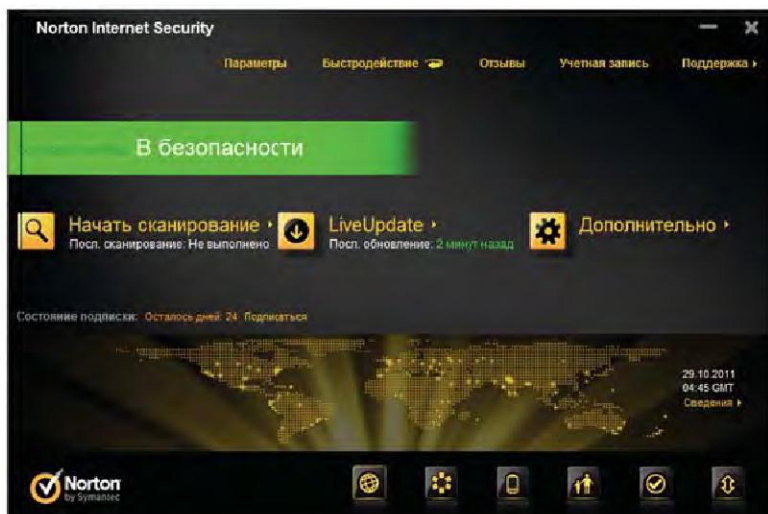 Norton Internet Security
Параметры Быстродействие Отзывы Учетная запись Поддержка
В безопасности
Начать сканирование
Посл. сканирование: Не выполнено
LiveUpdate
Посл. обновление: 2 минут назад
Дополнительно
Состояние подписки: Осталось дней: 24 Подписаться
29.10.2011
04:45 GMT
Сведения
Norton
by Symantec